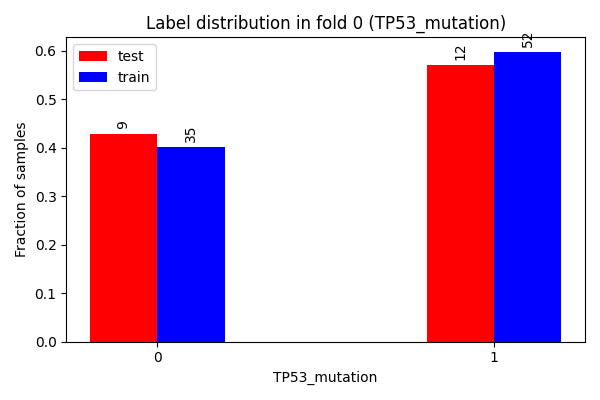 Label distribution in fold 0 (TP53_mutation)
test
train
Fraction of samples
0.6
0.5
0.4
0.3
0.2
0.1
0.0
9
35
12
52
0
1
TP53_mutation